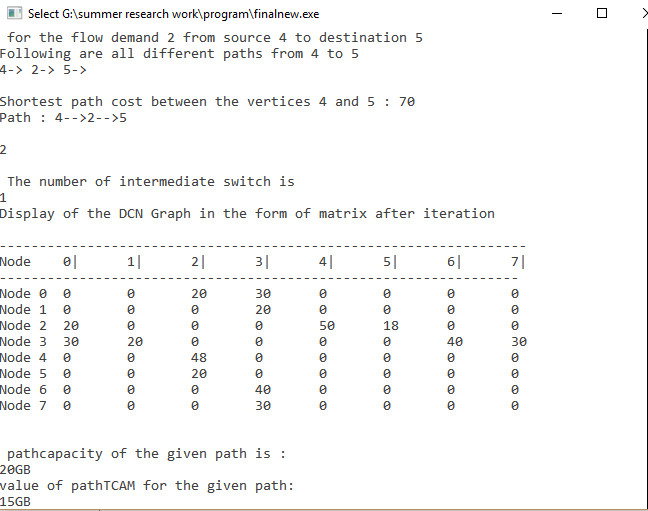 Select G:\summer research work\program\finalnew.exe
for the flow demand 2 from source 4 to destination 5
Following are all different paths from 4 to 5
4-> 2-> 5->
Shortest path cost between the vertices 4 and 5 : 70
Path : 4-->2-->5
2
The number of intermediate switch is
1
Display of the DCN Graph in the form of matrix after iteration
------------------------------------------------------------------
Node 0| 1| 2| 3| 4| 5| 6| 7|
-----------------------------------------------------------------
Node 0 0 0 20 30 0 0 0 0
Node 1 0 0 0 20 0 0 0 0
Node 2 20 0 0 0 50 18 0 0
Node 3 30 20 0 0 0 0 40 30
Node 4 0 0 48 0 0 0 0 0
Node 5 0 0 20 0 0 0 0 0
Node 6 0 0 0 40 0 0 0 0
Node 7 0 0 0 30 0 0 0 0
pathcapacity of the given path is :
20GB
value of pathTCAM for the given path:
15GB